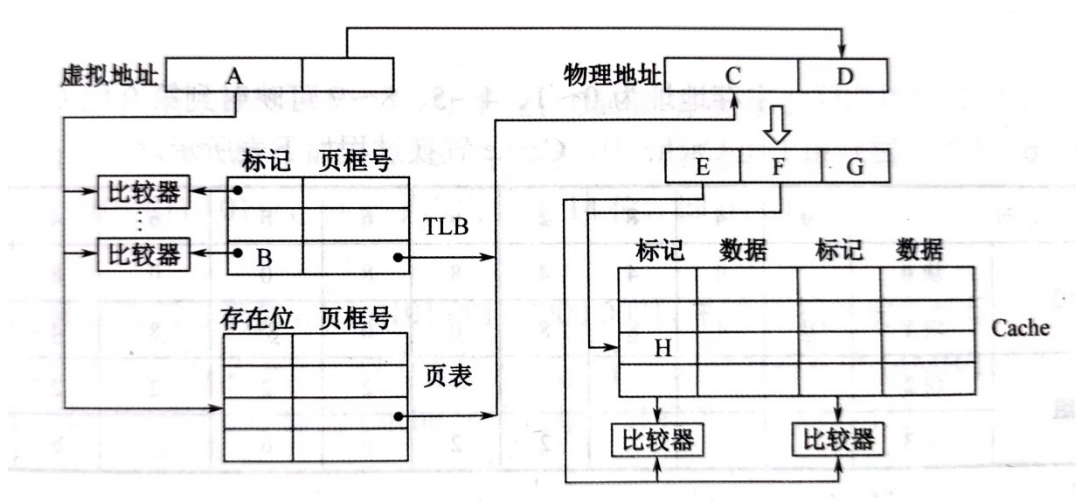 虚拟地址 A
物理地址 C D
标记 页框号
E F G
比较器
TLB
比较器 B
标记 数据 标记 数据
存在位 页框号
H
Cache
页表
比较器 比较器